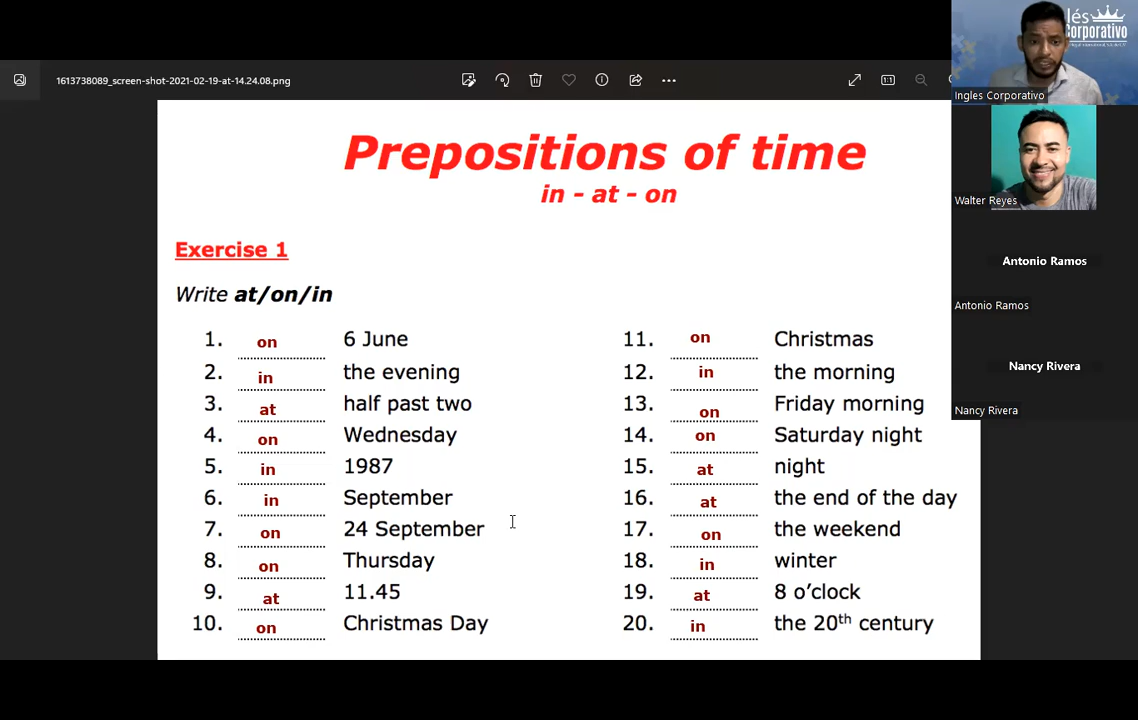 1613738089_screen-shot-2021-02-19-at-14.24.08.png
1:1
lés
Corporativo
Ingles Corporativo
Walter Reyes
Antonio Ramos
Antonio Ramos
Nancy Rivera
Nancy Rivera
Prepositions of time
in - at - on
Exercise 1
Write at/on/in
1. on 6 June
2. in the evening
3. at half past two
4. on Wednesday
5. in 1987
6. in September
7. on 24 September
8. on Thursday
9. at 11.45
10. on Christmas Day
11. on Christmas
12. in the morning
13. on Friday morning
14. on Saturday night
15. at night
16. at the end of the day
17. on the weekend
18. in winter
19. at 8 o’clock
20. in the 20th century